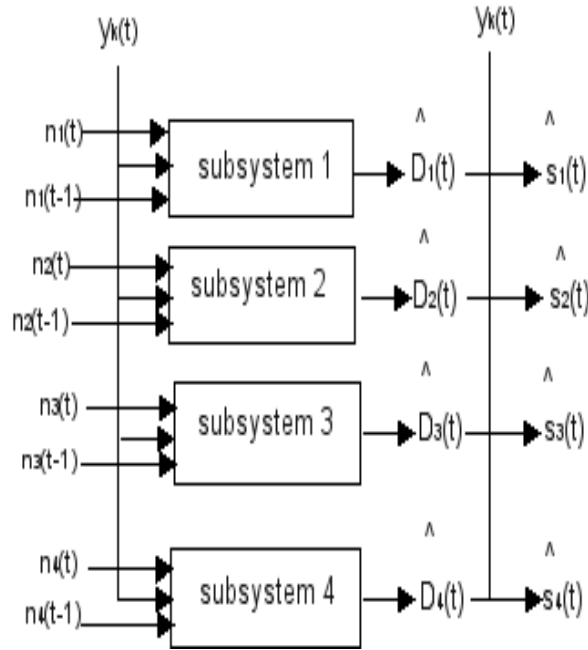 yk(t) yk(t)
^ ^
n1(t)
subsystem 1 D1(t) s1(t)
n1(t-1)
^ ^
n2(t)
subsystem 2 D2(t) s2(t)
n2(t-1)
^ ^
n3(t)
subsystem 3 D3(t) s3(t)
n3(t-1)
^ ^
n4(t)
subsystem 4 D4(t) s4(t)
n4(t-1)